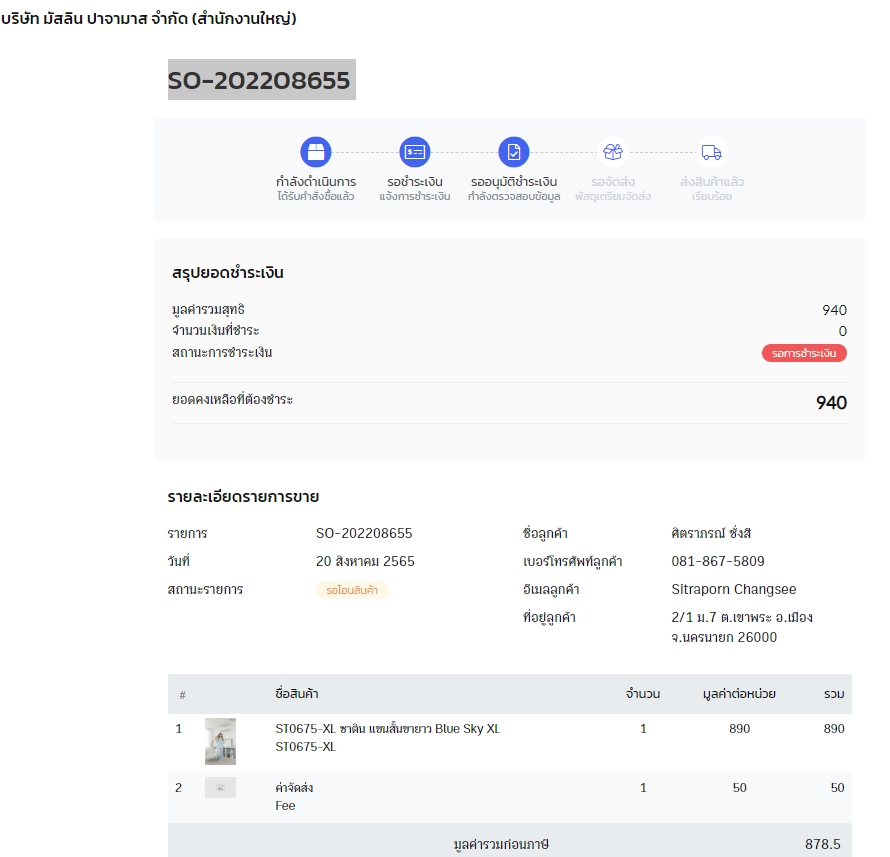 บริษัท มัสลิน ปาจามาส จำกัด (สำนักงานใหญ่)
SO-202208655
กำลังดำเนินการ รอชำระเงิน รออนุมัติชำระเงิน รอจัดส่ง ส่งสินค้าแล้ว
ได้รับคำสั่งซื้อแล้ว แจ้งการชำระเงิน กำลังตรวจสอบข้อมูล พัสดุเตรียมจัดส่ง เรียบร้อย
สรุปยอดชำระเงิน
มูลค่ารวมสุทธิ 940
จำนวนเงินที่ชำระ 0
สถานะการชำระเงิน รอการชำระเงิน
ยอดคงเหลือที่ต้องชำระ 940
รายละเอียดรายการขาย
รายการ SO-202208655 ชื่อลูกค้า ศิตราภรณ์ ชั่งสี
วันที่ 20 สิงหาคม 2565 เบอร์โทรศัพท์ลูกค้า 081-867-5809
สถานะรายการ รอโอนสินค้า อีเมลลูกค้า Sitraporn Changsee
ที่อยู่ลูกค้า 2/1 ม.7 ต.เขาพระ อ.เมือง
จ.นครนายก 26000
# ชื่อสินค้า จำนวน มูลค่าต่อหน่วย รวม
1 ST0675-XL ซาติน แขนสั้นขายาว Blue Sky XL 1 890 890
ST0675-XL
2 ค่าจัดส่ง 1 50 50
Fee
มูลค่ารวมก่อนภาษี 878.5